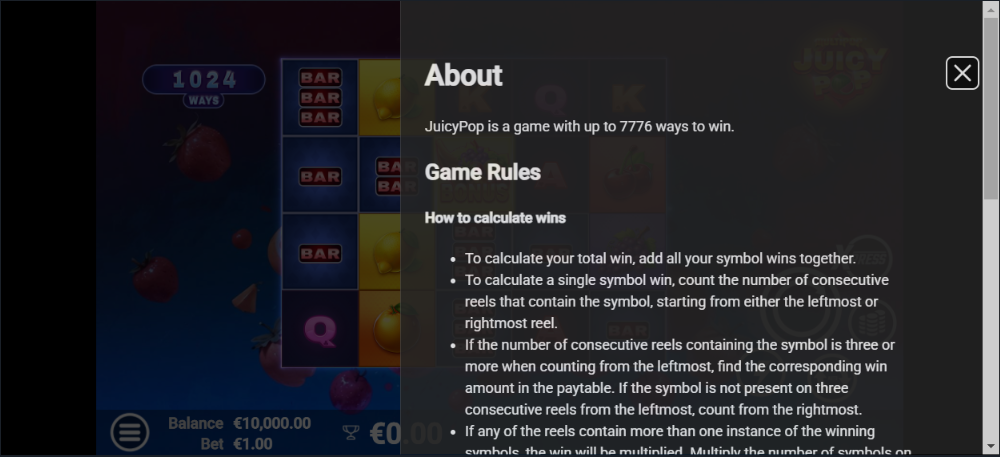 1024
WAYS
BAR
BAR
BAR
BAR
BAR
BAR
BAR
Q
Balance €10,000.00
Bet €1.00
€0.00
JUICY
POP
K
Q
K
BONUS
About
JuicyPop is a game with up to 7776 ways to win.
Game Rules
How to calculate wins
• To calculate your total win, add all your symbol wins together.
• To calculate a single symbol win, count the number of consecutive
reels that contain the symbol, starting from either the leftmost or
rightmost reel.
• If the number of consecutive reels containing the symbol is three or
more when counting from the leftmost, find the corresponding win
amount in the paytable. If the symbol is not present on three
consecutive reels from the leftmost, count from the rightmost.
• If any of the reels contain more than one instance of the winning
symbols, the win will be multiplied. Multiply the number of symbols on